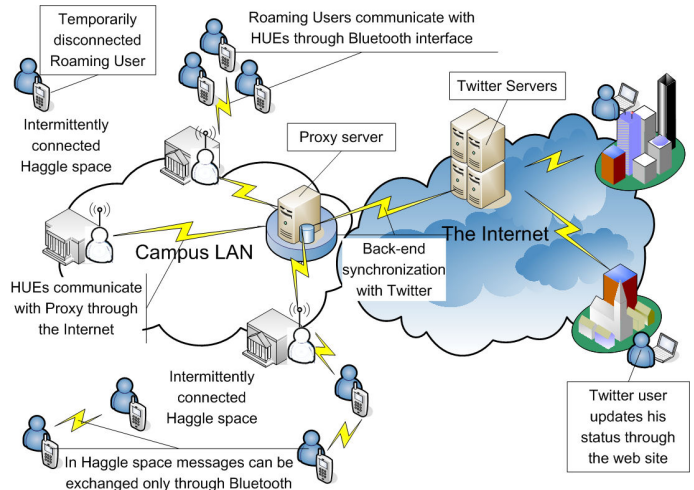 Temporarily
disconnected
Roaming User
Roaming Users communicate with
HUEs through Bluetooth interface
Twitter Servers
Intermittently
connected
Haggle space
Proxy server
Campus LAN
The Internet
Back-end
synchronization
with Twitter
HUEs communicate
with Proxy through
the Internet
Intermittently
connected
Haggle space
Twitter user
updates his
status through
the web site
In Haggle space messages can be
exchanged only through Bluetooth